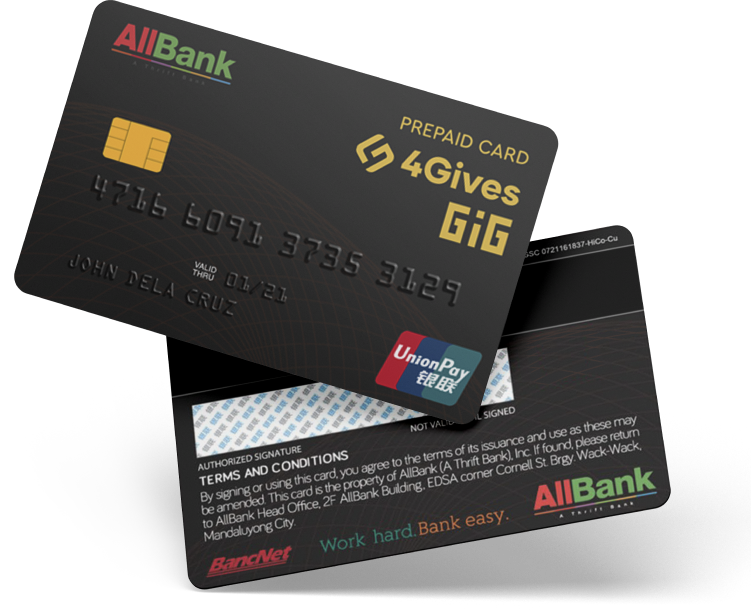 AllBank
A Thrift Bank
PREPAID CARD
4Gives
GiG
4716 6091 3735 3129
VALID
THRU
01/21
JOHN DELA CRUZ
UnionPay
银联
GSC 0721161837-HiCo-Cu
AUTHORIZED SIGNATURE
NOT VALID SIGNED
TERMS AND CONDITIONS
By signing or using this card, you agree to the terms of its issuance and use as these may
be amended. This card is the property of AllBank (A Thrift Bank), Inc. If found, please return
to AllBank Head Office, 2F AllBank Building, EDSA corner Cornell St. Brgy. Wack-Wack,
Mandaluyong City.
BancNet
Work hard. Bank easy.
AllBank
A Thrift Bank